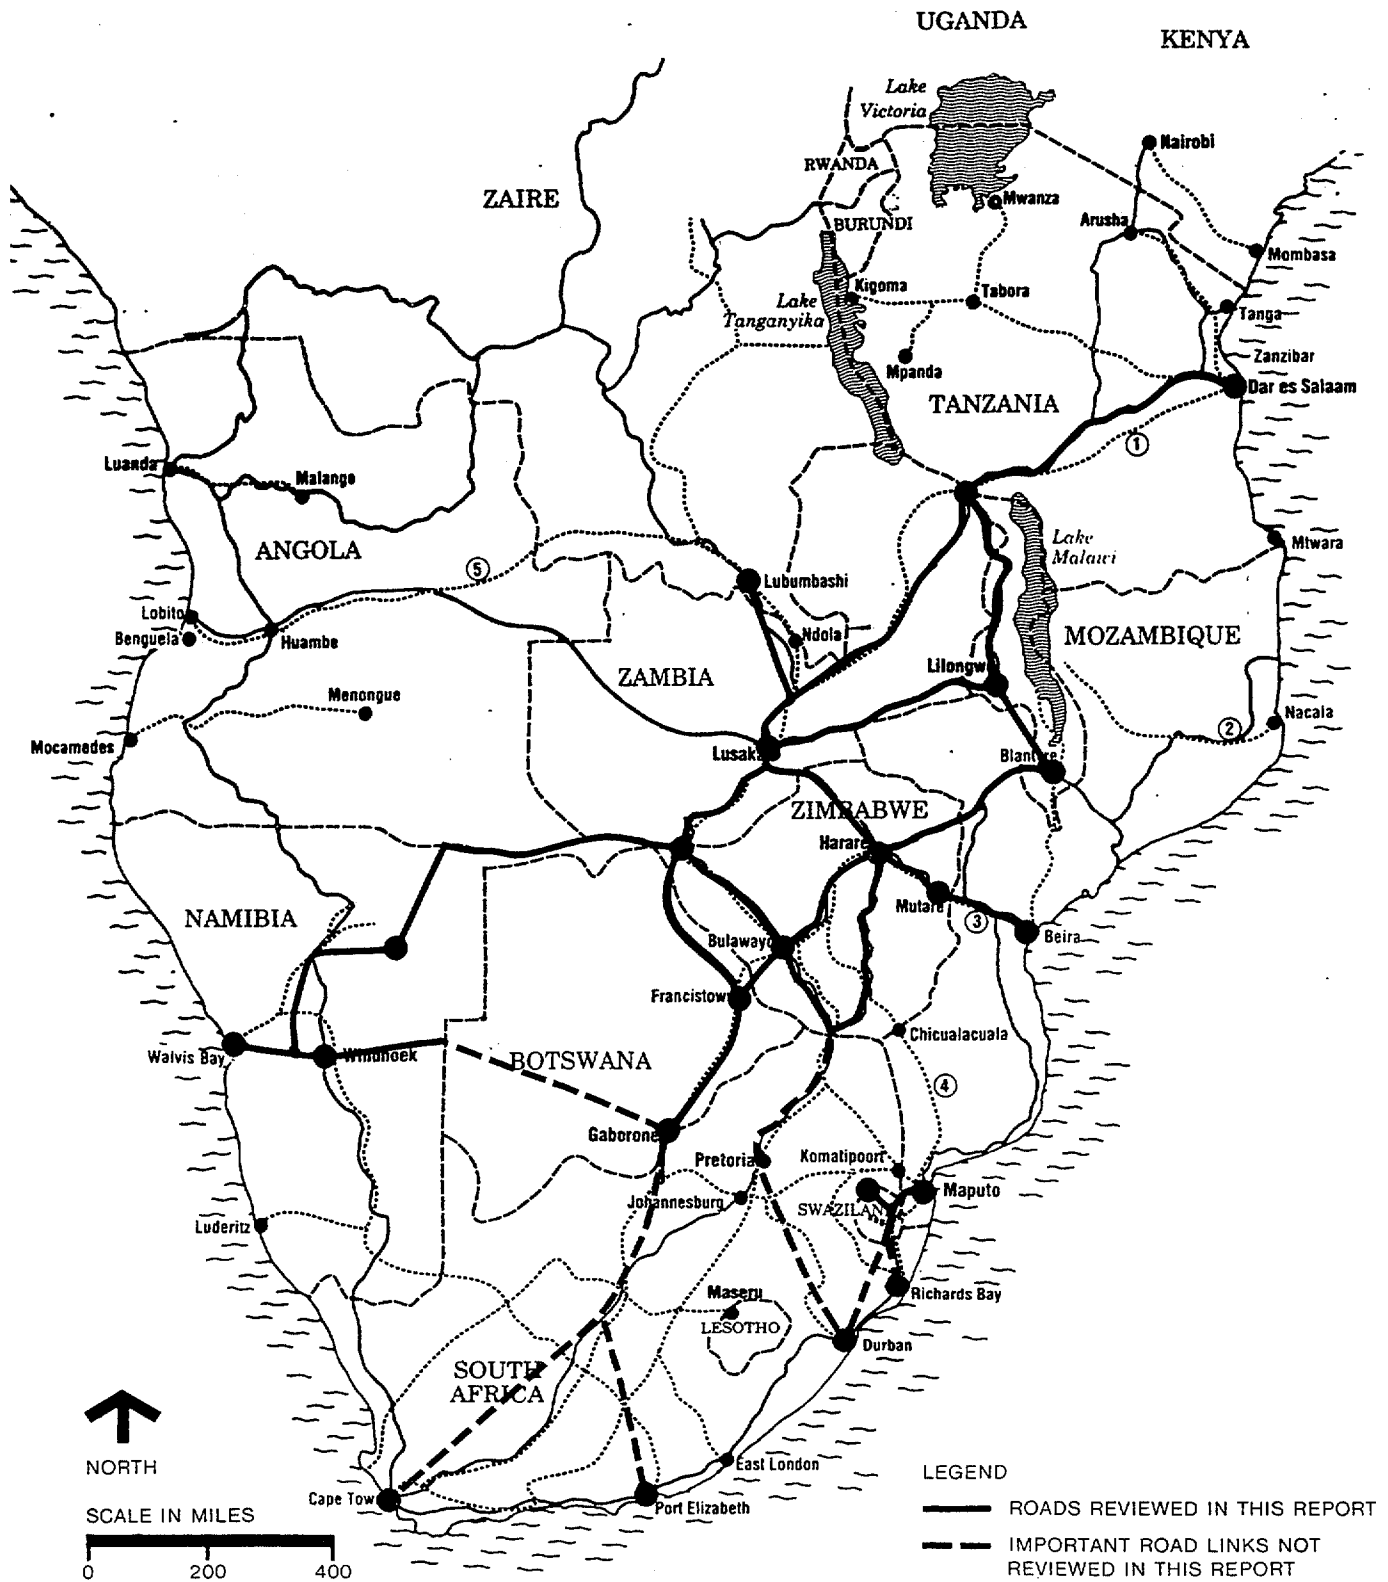 UGANDA
KENYA
Lake
Victoria
Nairobi
RWANDA
ZAIRE
Mwanza
Arusha
BURUNDI
Mombasa
Kigoma
Tabora
Lake
Tanganyika
Tanga
Zanzibar
Mpanda
Dar es Salaam
TANZANIA
1
Luanda
Malange
Lake
Malawi
Mtwara
ANGOLA
5
Lubumbashi
Lobito
Benguela
Huambe
Ndola
MOZAMBIQUE
ZAMBIA
Lilongwe
Menongue
Nacala
2
Mocamedes
Lusaka
Blantyre
ZIMBABWE
Harare
NAMIBIA
Mutare
3
Beira
Bulawayo
Francistown
Chicualacuala
Walvis Bay
Windhoek
BOTSWANA
4
Gaborone
Pretoria
Komatipoort
Maputo
Johannesburg
SWAZILAND
Luderitz
Maseru
Richards Bay
LESOTHO
Durban
SOUTH
AFRICA
East London
Cape Town
Port Elizabeth
NORTH
SCALE IN MILES
0 200 400
LEGEND
ROADS REVIEWED IN THIS REPORT
IMPORTANT ROAD LINKS NOT
REVIEWED IN THIS REPORT